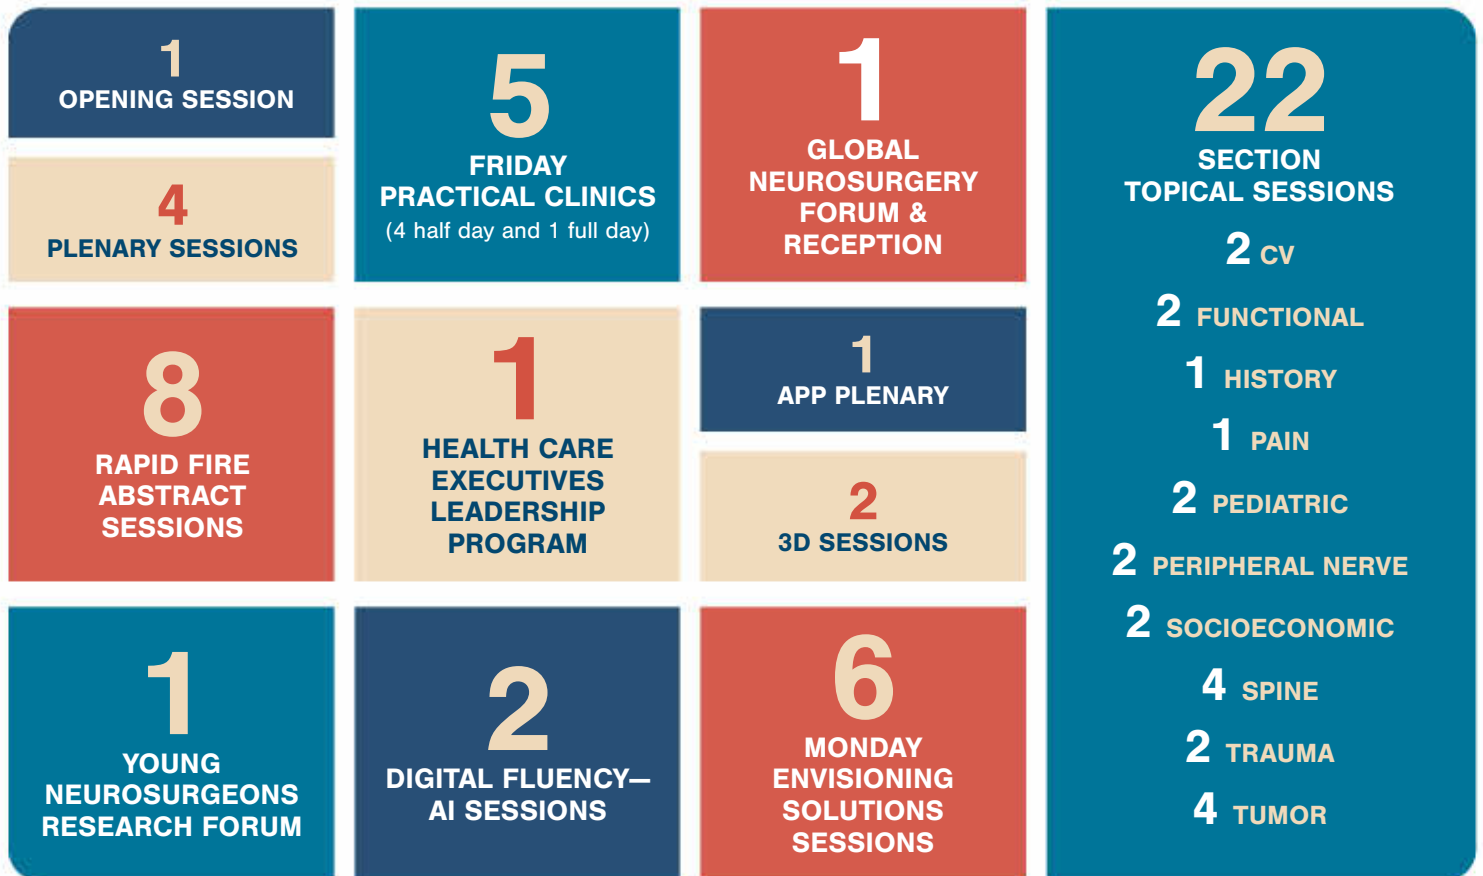 1
OPENING SESSION
4
PLENARY SESSIONS
5
FRIDAY
PRACTICAL CLINICS
(4 half day and 1 full day)
1
GLOBAL
NEUROSURGERY
FORUM &
RECEPTION
8
RAPID FIRE
ABSTRACT
SESSIONS
1
HEALTH CARE
EXECUTIVES
LEADERSHIP
PROGRAM
1
APP PLENARY
2
3D SESSIONS
1
YOUNG
NEUROSURGEONS
RESEARCH FORUM
2
DIGITAL FLUENCY—
AI SESSIONS
6
MONDAY
ENVISIONING
SOLUTIONS
SESSIONS
22
SECTION
TOPICAL SESSIONS
2 CV
2 FUNCTIONAL
1 HISTORY
1 PAIN
2 PEDIATRIC
2 PERIPHERAL NERVE
2 SOCIOECONOMIC
4 SPINE
2 TRAUMA
4 TUMOR